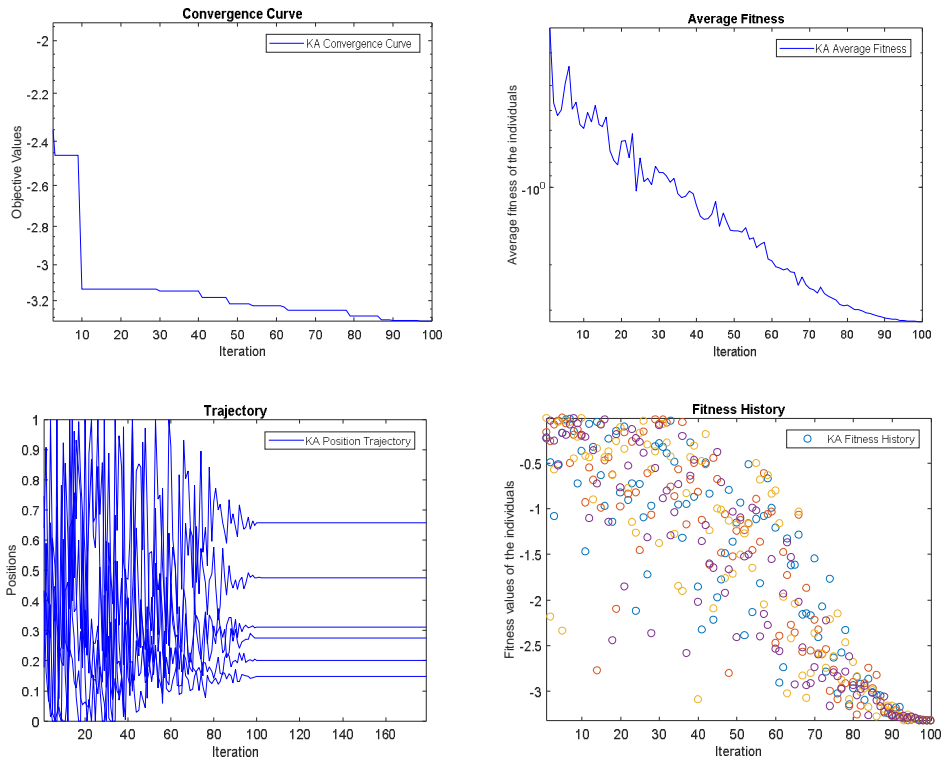 Convergence Curve
KA Convergence Curve
-2
-2.2
-2.4
-2.6
-2.8
-3
-3.2
Objective Values
10 20 30 40 50 60 70 80 90 100
Iteration
Average Fitness
KA Average Fitness
-10^0
Average fitness of the individuals
10 20 30 40 50 60 70 80 90 100
Iteration
Trajectory
KA Position Trajectory
1
0.9
0.8
0.7
0.6
0.5
0.4
0.3
0.2
0.1
0
Positions
20 40 60 80 100 120 140 160
Iteration
Fitness History
KA Fitness History
-0.5
-1
-1.5
-2
-2.5
-3
Fitness values of the individuals
10 20 30 40 50 60 70 80 90 100
Iteration